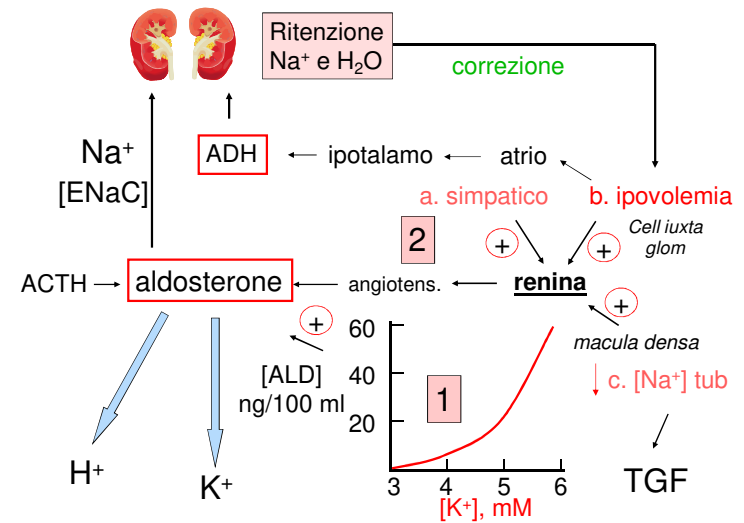 Ritenzione
Na⁺ e H₂O
correzione
Na⁺
[ENaC]
ADH
ipotalamo
atrio
a. simpatico
b. ipovolemia
2
+
+
Cell iuxta
glom
ACTH
aldosterone
angiotens.
renina
+
+
60
macula densa
[ALD]
ng/100 ml
40
1
c. [Na⁺] tub
20
H⁺
K⁺
3
4
5
6
TGF
[K⁺], mM